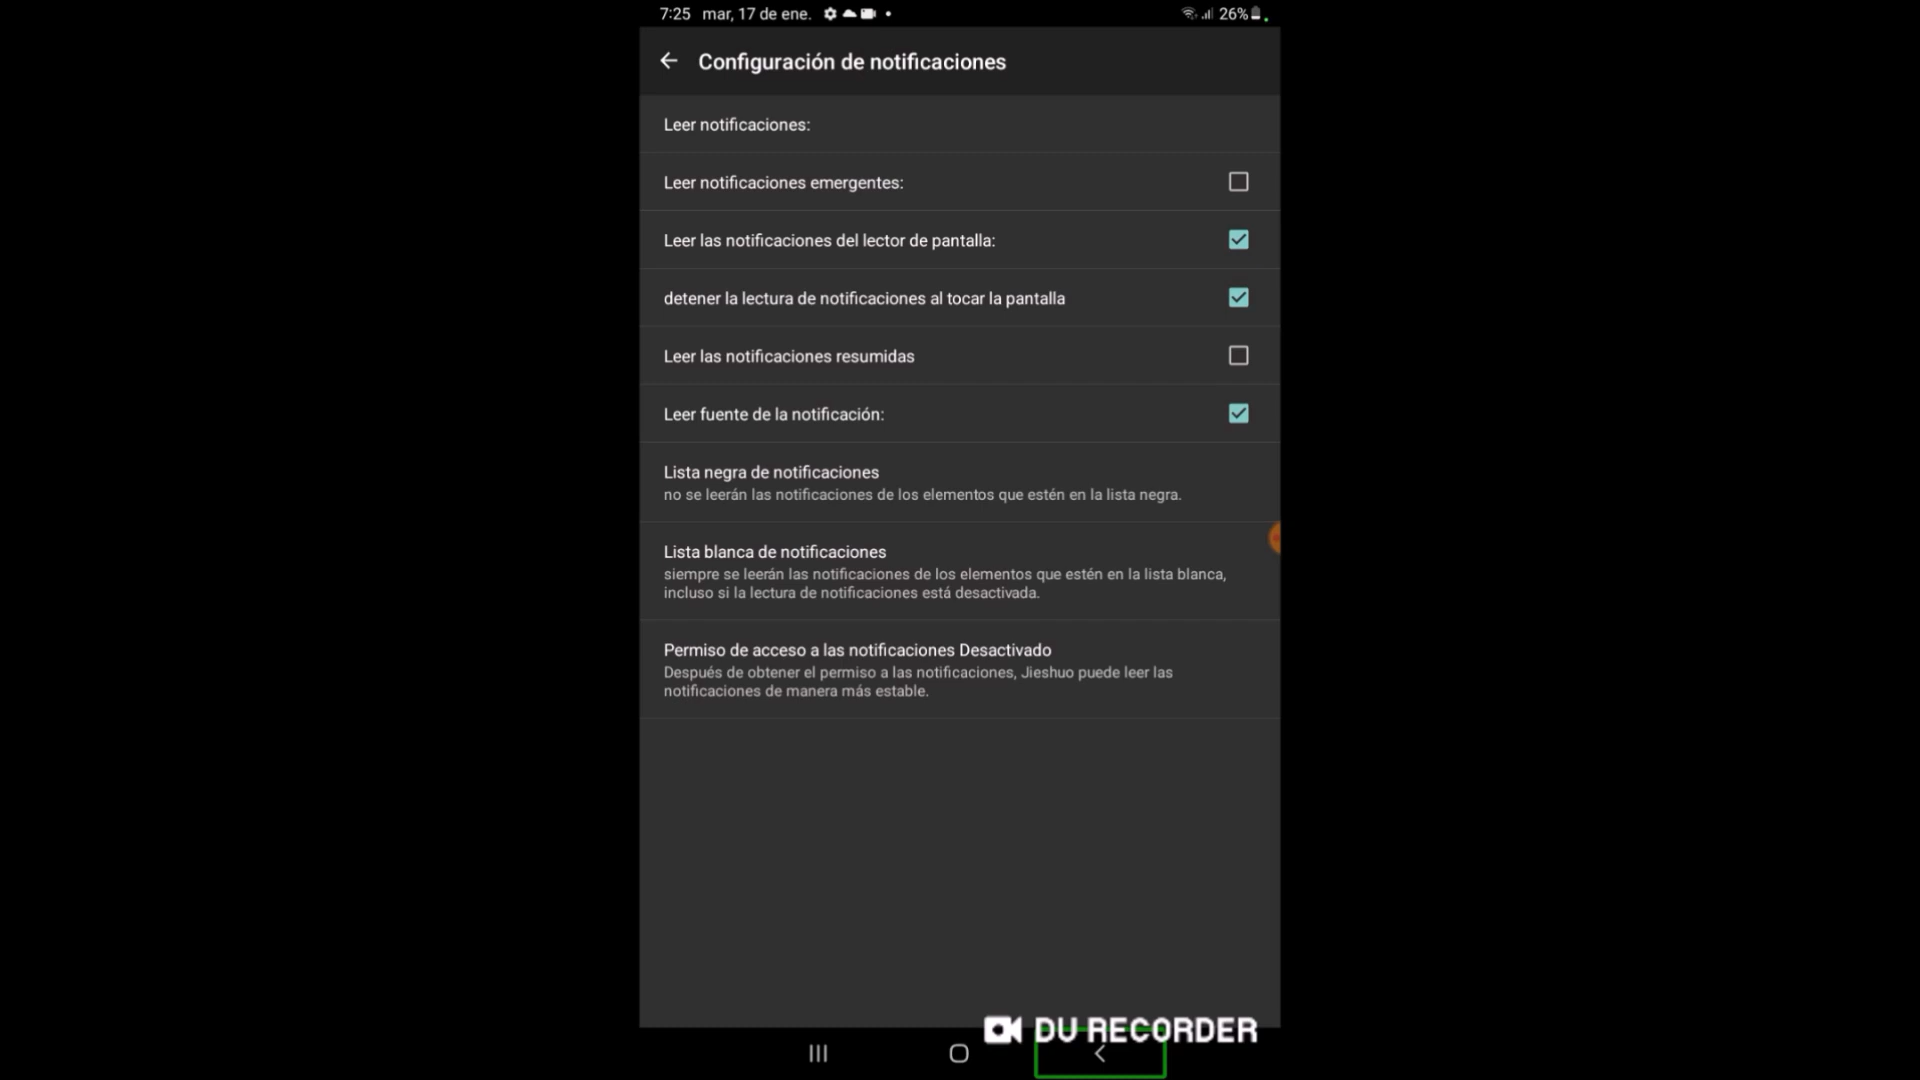 7:25 mar, 17 de ene. 26%
Configuración de notificaciones
Leer notificaciones:
Leer notificaciones emergentes:
Leer las notificaciones del lector de pantalla:
detener la lectura de notificaciones al tocar la pantalla
Leer las notificaciones resumidas
Leer fuente de la notificación:
Lista negra de notificaciones
no se leerán las notificaciones de los elementos que estén en la lista negra.
Lista blanca de notificaciones
siempre se leerán las notificaciones de los elementos que estén en la lista blanca,
incluso si la lectura de notificaciones está desactivada.
Permiso de acceso a las notificaciones Desactivado
Después de obtener el permiso a las notificaciones, Jieshuo puede leer las
notificaciones de manera más estable.
DU RECORDER